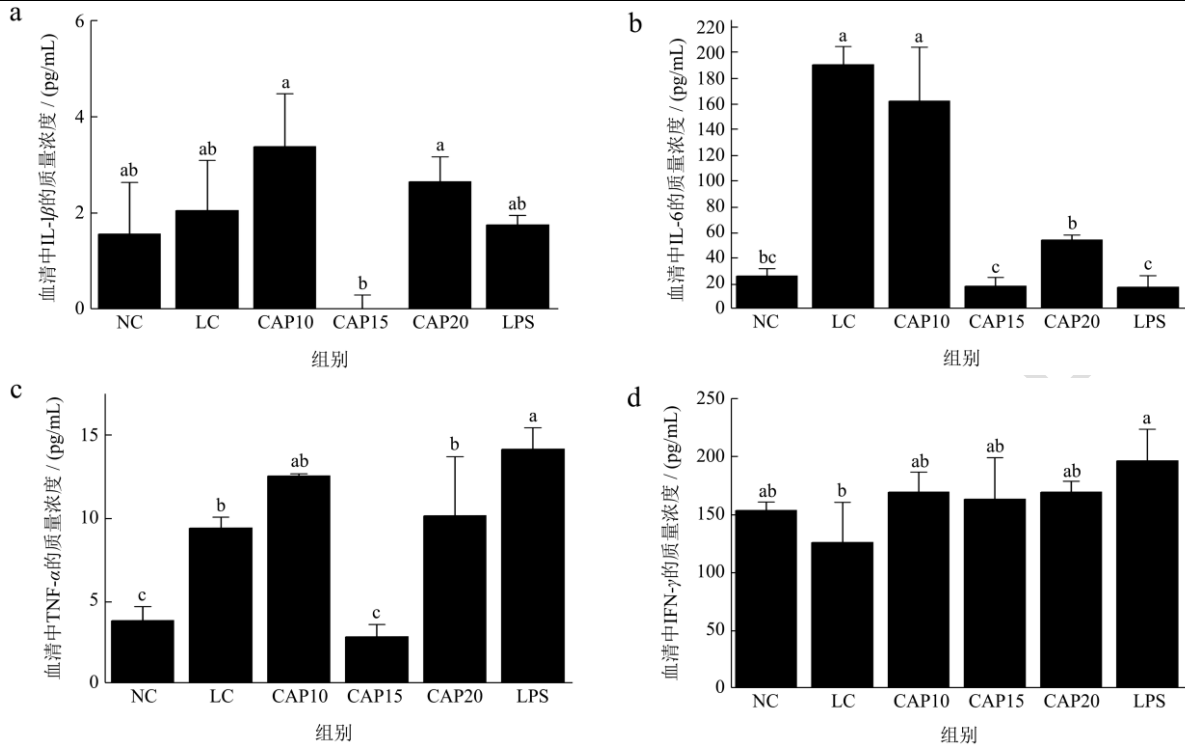 a
血清中IL-1β的质量浓度 / (pg/mL)
6
4
2
0
ab
ab
a
b
a
ab
NC LC CAP10 CAP15 CAP20 LPS
组别
b
血清中IL-6的质量浓度 / (pg/mL)
220
200
180
160
140
120
100
80
60
40
20
0
bc
a
a
c
b
c
NC LC CAP10 CAP15 CAP20 LPS
组别
c
血清中TNF-α的质量浓度 / (pg/mL)
15
10
5
0
c
b
ab
c
b
a
NC LC CAP10 CAP15 CAP20 LPS
组别
d
血清中IFN-γ的质量浓度 / (pg/mL)
250
200
150
100
50
0
ab
b
ab
ab
ab
a
NC LC CAP10 CAP15 CAP20 LPS
组别